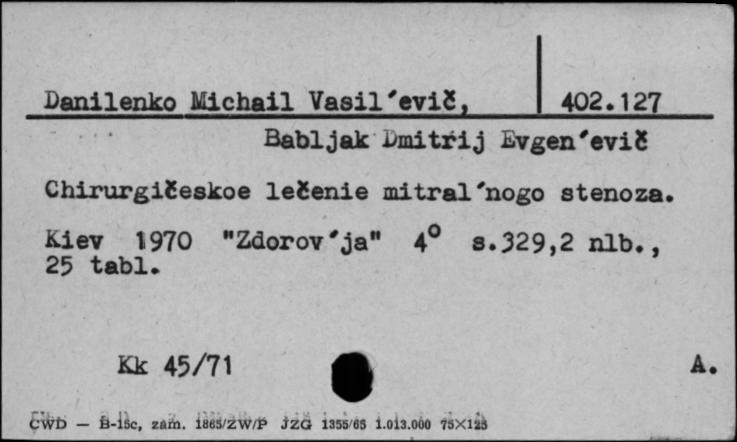 Danilenko Michail Vasil'evič, 402.127
Babljak Dmitrij Evgen'evič
Chirurgičeskoe lečenie mitral'nogo stenoza.
Kiev 1970 "Zdorov'ja" 4° s.329,2 nlb.,
25 tabl.
Kk 45/71 A.
CWD — B-15c, zam. 1865/ZW/P JZG 1355/65 1.013.000 75×125